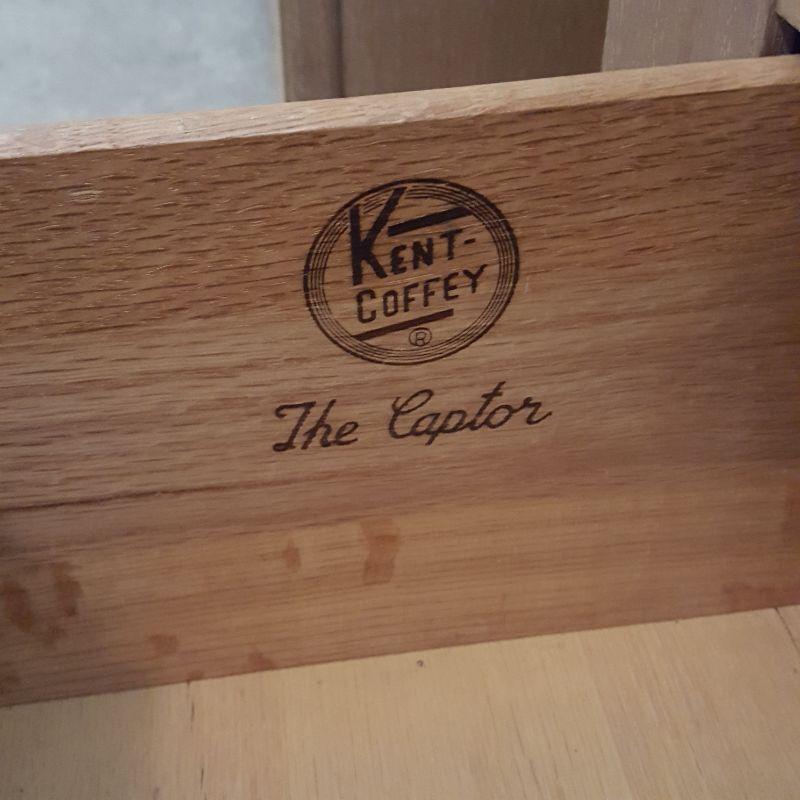 KENT-
COFFEY
®
The Captor